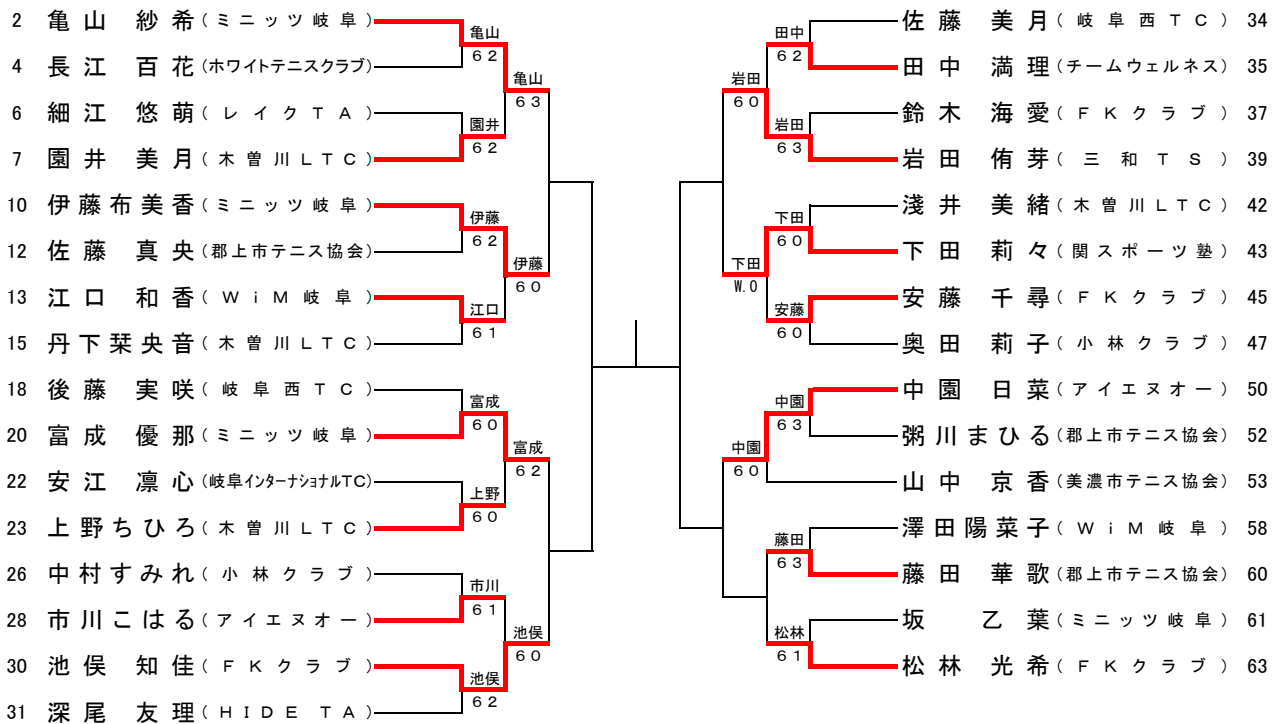 2 亀山 紗希(ミニッツ岐阜)
4 長江 百花(ホワイトテニスクラブ)
6 細江 悠萌(レイクTA)
7 園井 美月(木曽川LTC)
10 伊藤布美香(ミニッツ岐阜)
12 佐藤 真央(郡上市テニス協会)
13 江口 和香(WiM岐阜)
15 丹下栞央音(木曽川LTC)
18 後藤 実咲(岐阜西TC)
20 富成 優那(ミニッツ岐阜)
22 安江 凛心(岐阜インターナショナルTC)
23 上野ちひろ(木曽川LTC)
26 中村すみれ(小林クラブ)
28 市川こはる(アイエヌオー)
30 池俣 知佳(FKクラブ)
31 深尾 友理(HIDE TA)
亀山
62
園井
62
伊藤
62
江口
61
富成
60
上野
60
市川
61
池俣
62
亀山
63
伊藤
60
富成
62
池俣
60
岩田
60
下田
W.0
中園
60
田中
62
岩田
63
下田
60
安藤
60
中園
63
藤田
63
松林
61
佐藤 美月(岐阜西TC) 34
田中 満理(チームウェルネス) 35
鈴木 海愛(FKクラブ) 37
岩田 侑芽(三和TS) 39
淺井 美緒(木曽川LTC) 42
下田 莉々(関スポーツ塾) 43
安藤 千尋(FKクラブ) 45
奥田 莉子(小林クラブ) 47
中園 日菜(アイエヌオー) 50
粥川まひる(郡上市テニス協会) 52
山中 京香(美濃市テニス協会) 53
澤田陽菜子(WiM岐阜) 58
藤田 華歌(郡上市テニス協会) 60
坂 乙葉(ミニッツ岐阜) 61
松林 光希(FKクラブ) 63